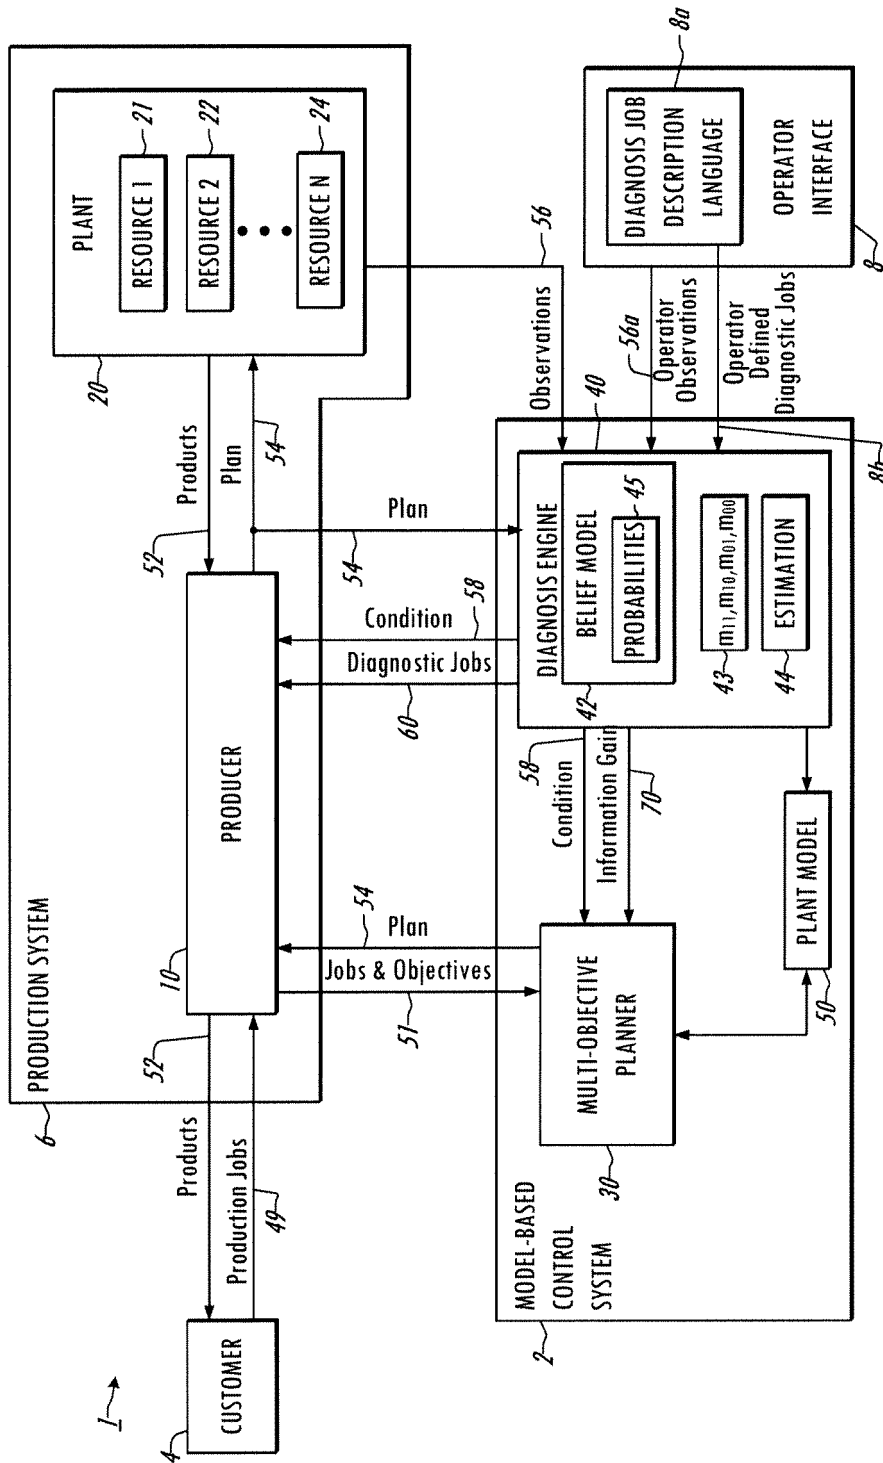 1
4
CUSTOMER
Products
52
Production Jobs
49
6
PRODUCTION SYSTEM
10
PRODUCER
52
Products
Plan
54
20
PLANT
RESOURCE 1
21
RESOURCE 2
22
RESOURCE N
24
Jobs & Objectives
51
Plan
54
Diagnostic Jobs
60
Condition
58
Plan
54
Observations
56
2
MODEL-BASED
CONTROL
SYSTEM
30
MULTI-OBJECTIVE
PLANNER
Condition
58
Information Gain
70
50
PLANT MODEL
DIAGNOSIS ENGINE
40
42
BELIEF MODEL
PROBABILITIES
45
43
m11,m10,m01,m00
44
ESTIMATION
56a
Operator
Observations
Operator
Defined
Diagnostic Jobs
8b
8
8a
DIAGNOSIS JOB
DESCRIPTION
LANGUAGE
OPERATOR
INTERFACE